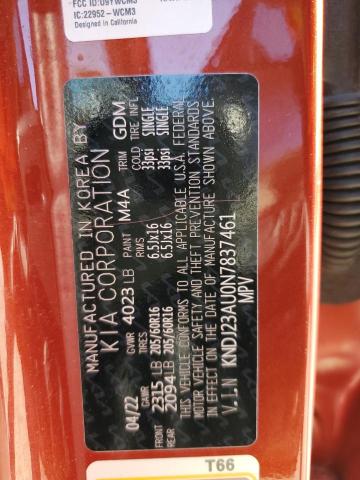 FCC ID:O9YWCM3
IC:22952-WCM3
Designed in California
MANUFACTURED IN KOREA BY
KIA CORPORATION
04/22 GVWR 4023 LB PAINT M4A TRIM GDM
GAWR TIRES RIMS COLD TIRE INFL
FRONT 2315 LB 205/60R16 6.5Jx16 33psi SINGLE
REAR 2094 LB 205/60R16 6.5Jx16 33psi SINGLE
THIS VEHICLE CONFORMS TO ALL APPLICABLE U.S.A. FEDERAL
MOTOR VEHICLE SAFETY AND THEFT PREVENTION STANDARDS
IN EFFECT ON THE DATE OF MANUFACTURE SHOWN ABOVE.
V.I.N KNDJ23AU0N7837461
MPV
T66